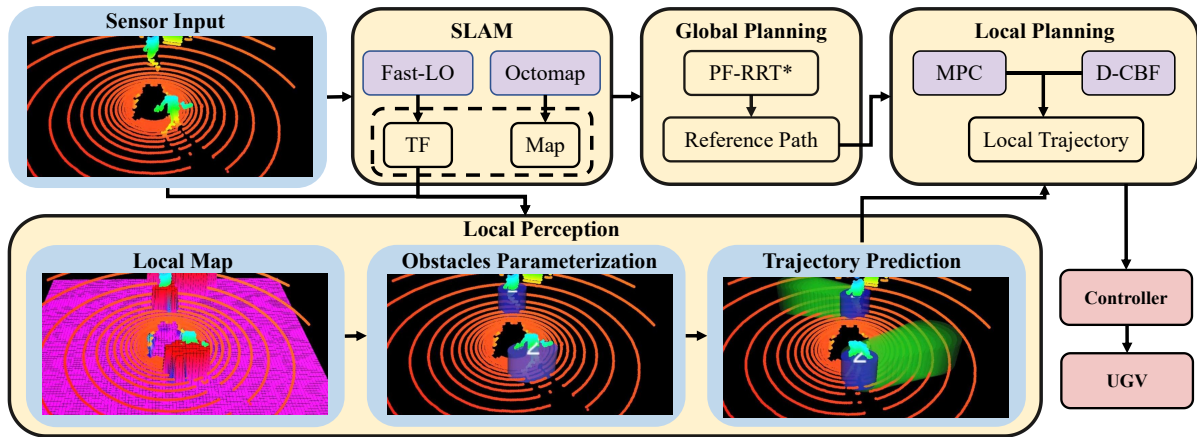 Sensor Input
SLAM
Fast-LO
Octomap
TF
Map
Global Planning
PF-RRT*
Reference Path
Local Planning
MPC
D-CBF
Local Trajectory
Local Perception
Local Map
Obstacles Parameterization
Trajectory Prediction
Controller
UGV